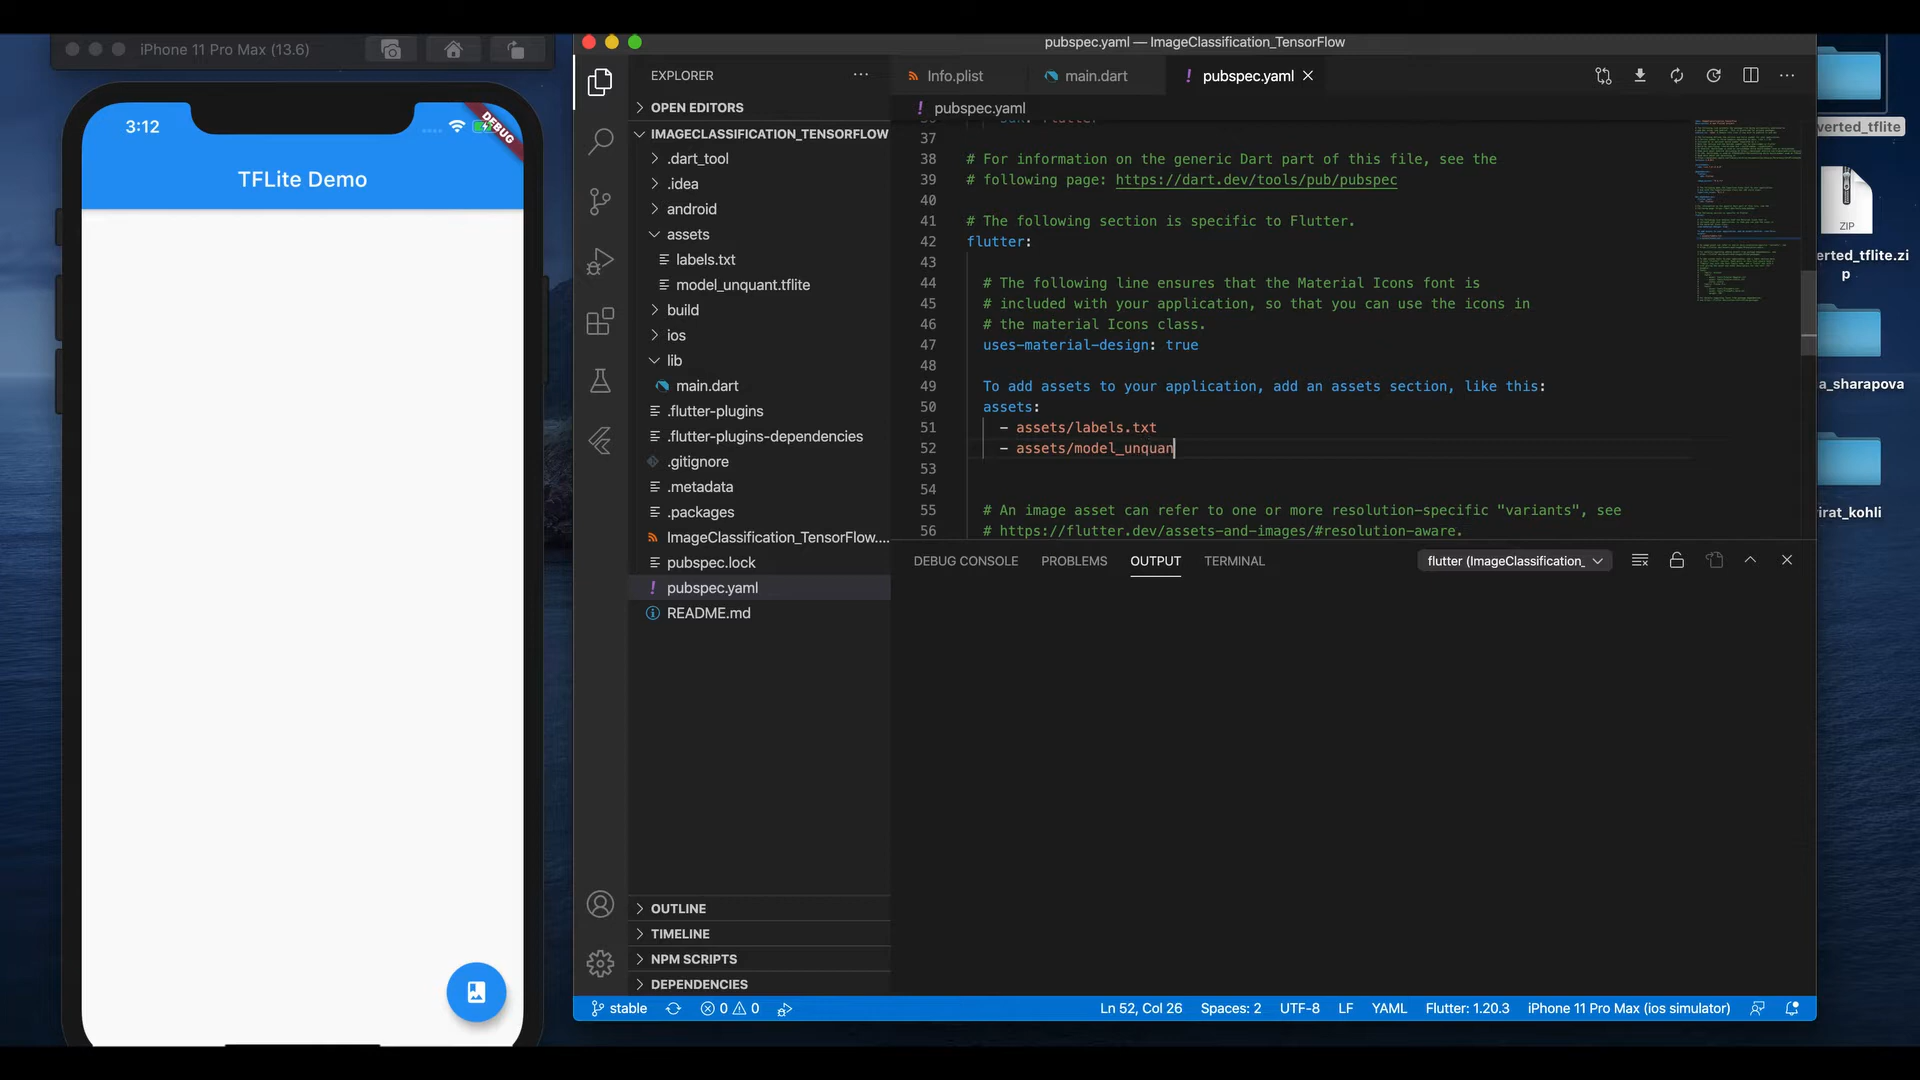 iPhone 11 Pro Max (13.6)
3:12
DEBUG
TFLite Demo
pubspec.yaml — ImageClassification_TensorFlow
EXPLORER
OPEN EDITORS
IMAGECLASSIFICATION_TENSORFLOW
.dart_tool
.idea
android
assets
labels.txt
model_unquant.tflite
build
ios
lib
main.dart
.flutter-plugins
.flutter-plugins-dependencies
.gitignore
.metadata
.packages
ImageClassification_TensorFlow....
pubspec.lock
pubspec.yaml
README.md
OUTLINE
TIMELINE
NPM SCRIPTS
DEPENDENCIES
Info.plist
main.dart
pubspec.yaml
pubspec.yaml
37
38 # For information on the generic Dart part of this file, see the
39 # following page: https://dart.dev/tools/pub/pubspec
40
41 # The following section is specific to Flutter.
42 flutter:
43
44 # The following line ensures that the Material Icons font is
45 # included with your application, so that you can use the icons in
46 # the material Icons class.
47 uses-material-design: true
48
49 To add assets to your application, add an assets section, like this:
50 assets:
51 - assets/labels.txt
52 - assets/model_unquan
53
54
55 # An image asset can refer to one or more resolution-specific "variants", see
56 # https://flutter.dev/assets-and-images/#resolution-aware.
DEBUG CONSOLE PROBLEMS OUTPUT TERMINAL
flutter (ImageClassification_
stable
0 0
Ln 52, Col 26
Spaces: 2
UTF-8
LF
YAML
Flutter: 1.20.3
iPhone 11 Pro Max (ios simulator)
verted_tflite
ZIP
erted_tflite.zi
p
a_sharapova
irat_kohli